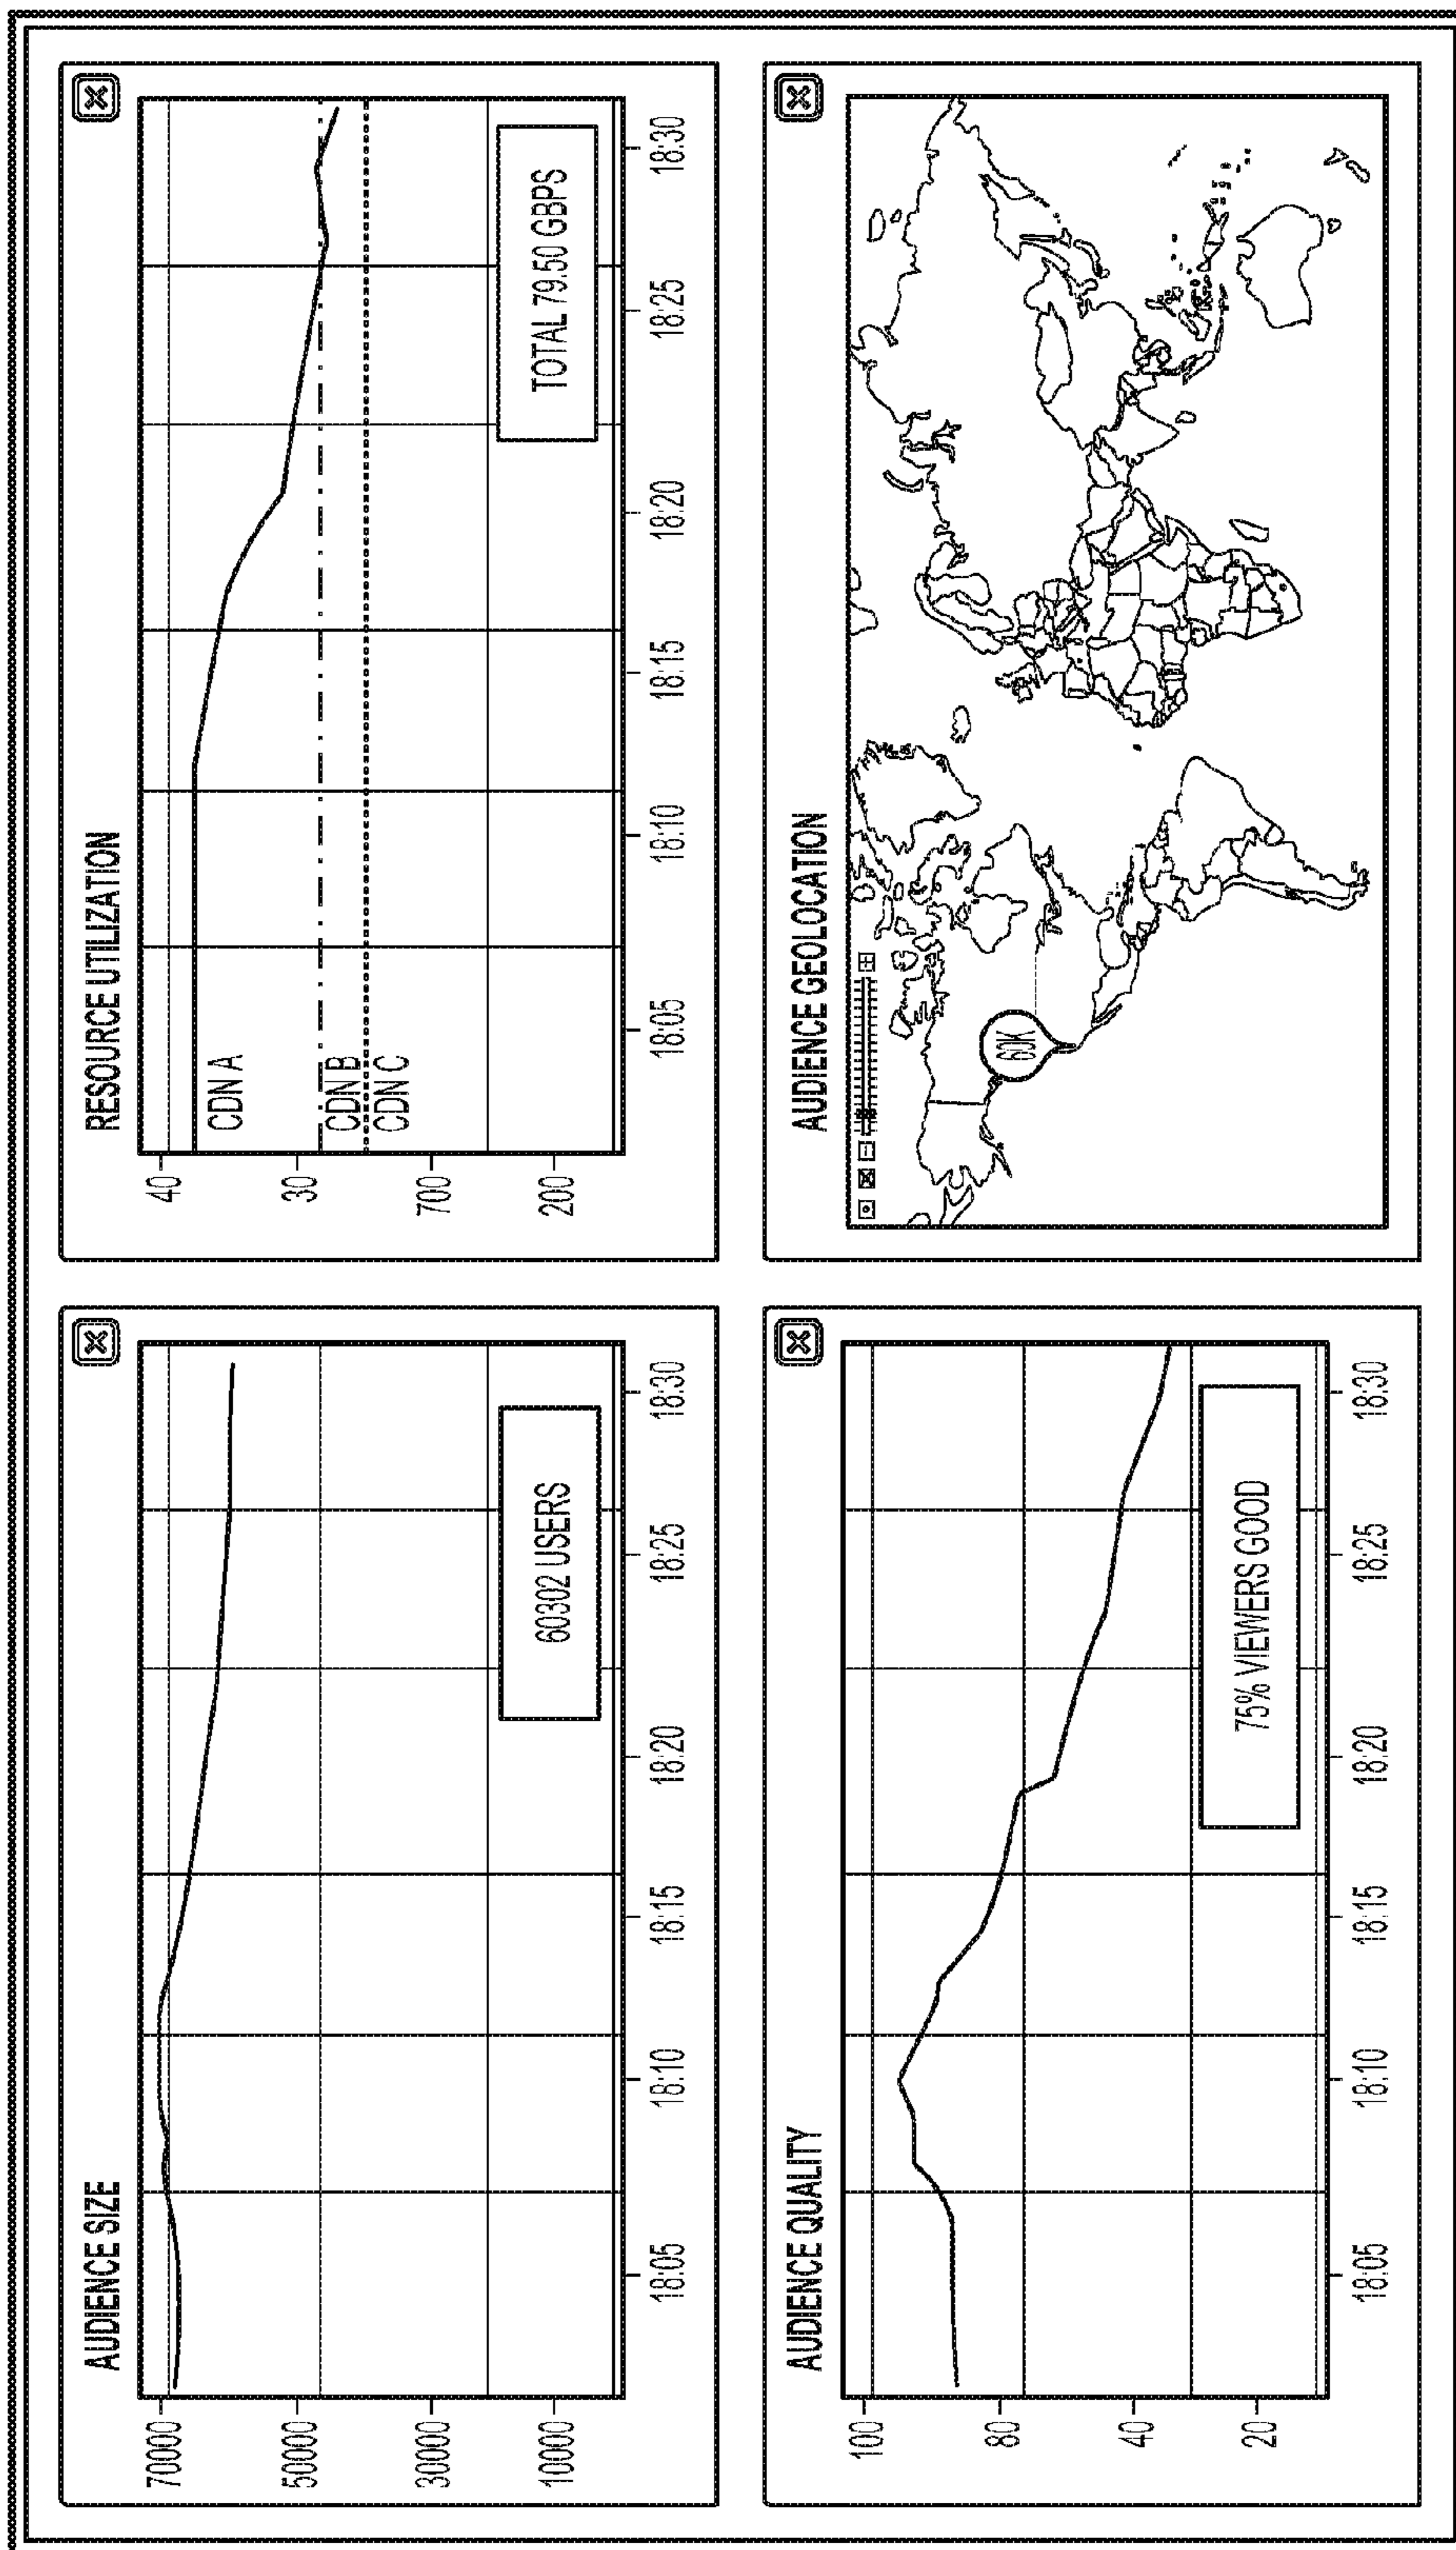 AUDIENCE SIZE
70000
50000
30000
10000
60302 USERS
18:05
18:10
18:15
18:20
18:25
18:30
RESOURCE UTILIZATION
40
30
700
200
CDN A
CDN B
CDN C
TOTAL 79.50 GBPS
18:05
18:10
18:15
18:20
18:25
18:30
AUDIENCE QUALITY
100
80
40
20
75% VIEWERS GOOD
18:05
18:10
18:15
18:20
18:25
18:30
AUDIENCE GEOLOCATION
60K